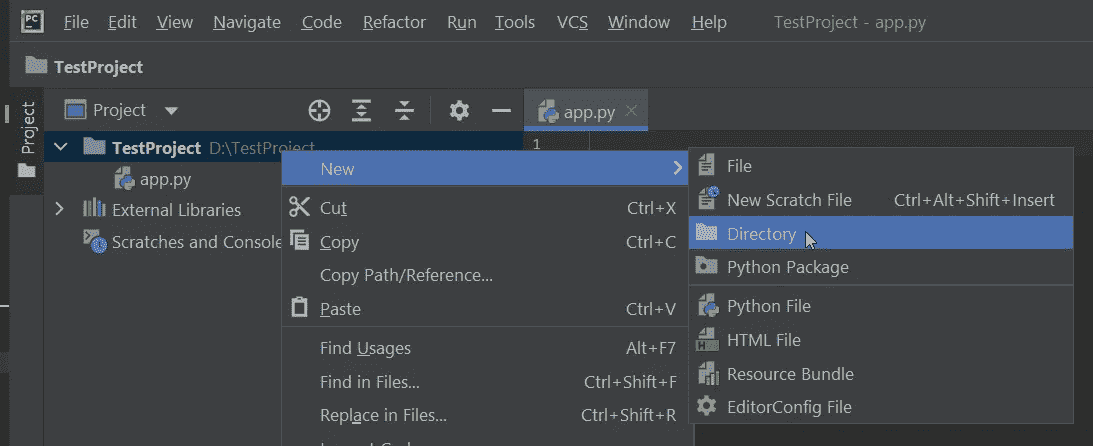 PC File Edit View Navigate Code Refactor Run Tools VCS Window Help TestProject - app.py
TestProject
Project
Project
app.py
1
TestProject D:\TestProject
app.py
External Libraries
Scratches and Console
New
Cut Ctrl+X
Copy Ctrl+C
Copy Path/Reference...
Paste Ctrl+V
Find Usages Alt+F7
Find in Files... Ctrl+Shift+F
Replace in Files... Ctrl+Shift+R
File
New Scratch File Ctrl+Alt+Shift+Insert
Directory
Python Package
Python File
HTML File
Resource Bundle
EditorConfig File